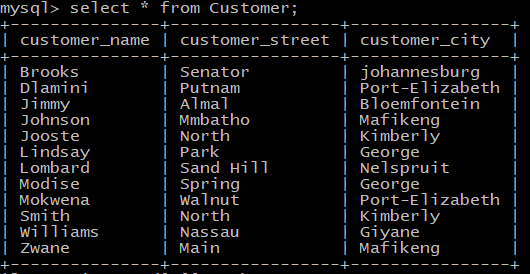 mysql> select * from Customer;
+---------------+-----------------+----------------+
| customer_name | customer_street | customer_city  |
+---------------+-----------------+----------------+
| Brooks        | Senator         | johannesburg   |
| Dlamini       | Putnam          | Port-Elizabeth |
| Jimmy         | Almal           | Bloemfontein   |
| Johnson       | Mmbatho         | Mafikeng       |
| Jooste        | North           | Kimberly       |
| Lindsay       | Park            | George         |
| Lombard       | Sand Hill       | Nelspruit      |
| Modise        | Spring          | George         |
| Mokwena       | Walnut          | Port-Elizabeth |
| Smith         | North           | Kimberly       |
| Williams      | Nassau          | Giyane         |
| Zwane         | Main            | Mafikeng       |
+---------------+-----------------+----------------+